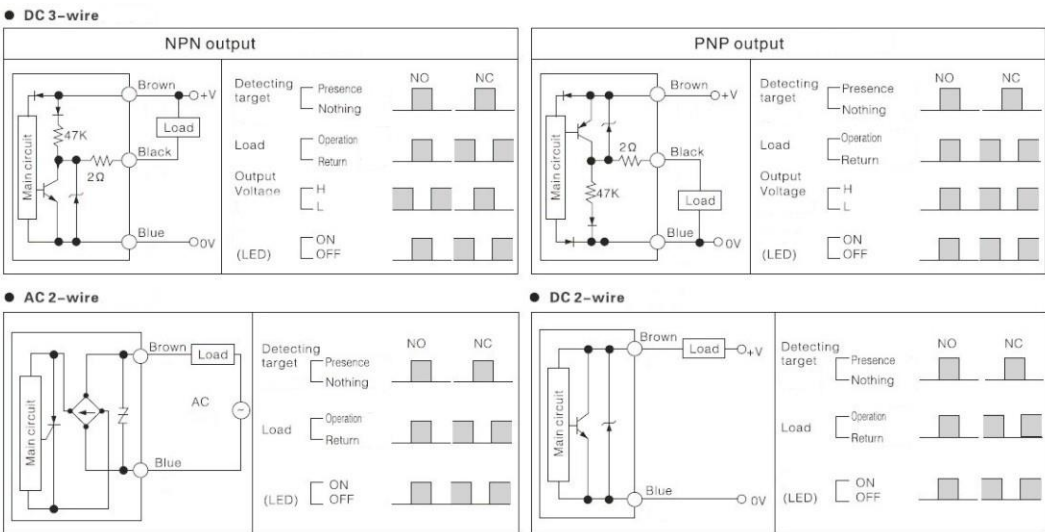 ● DC 3-wire
NPN output
Main circuit
Brown
+V
Load
47K
Black
2Ω
Blue
0V
Detecting
target
Presence
Nothing
NO
NC
Load
Operation
Return
Output
Voltage
H
L
(LED)
ON
OFF
PNP output
Main circuit
Brown
+V
2Ω
Black
47K
Load
Blue
0V
Detecting
target
Presence
Nothing
NO
NC
Load
Operation
Return
Output
Voltage
H
L
(LED)
ON
OFF
● AC 2-wire
Main circuit
Brown
Load
AC
Blue
Detecting
target
Presence
Nothing
NO
NC
Load
Operation
Return
(LED)
ON
OFF
● DC 2-wire
Main circuit
Brown
Load
+V
Blue
0V
Detecting
target
Presence
Nothing
NO
NC
Load
Operation
Return
(LED)
ON
OFF